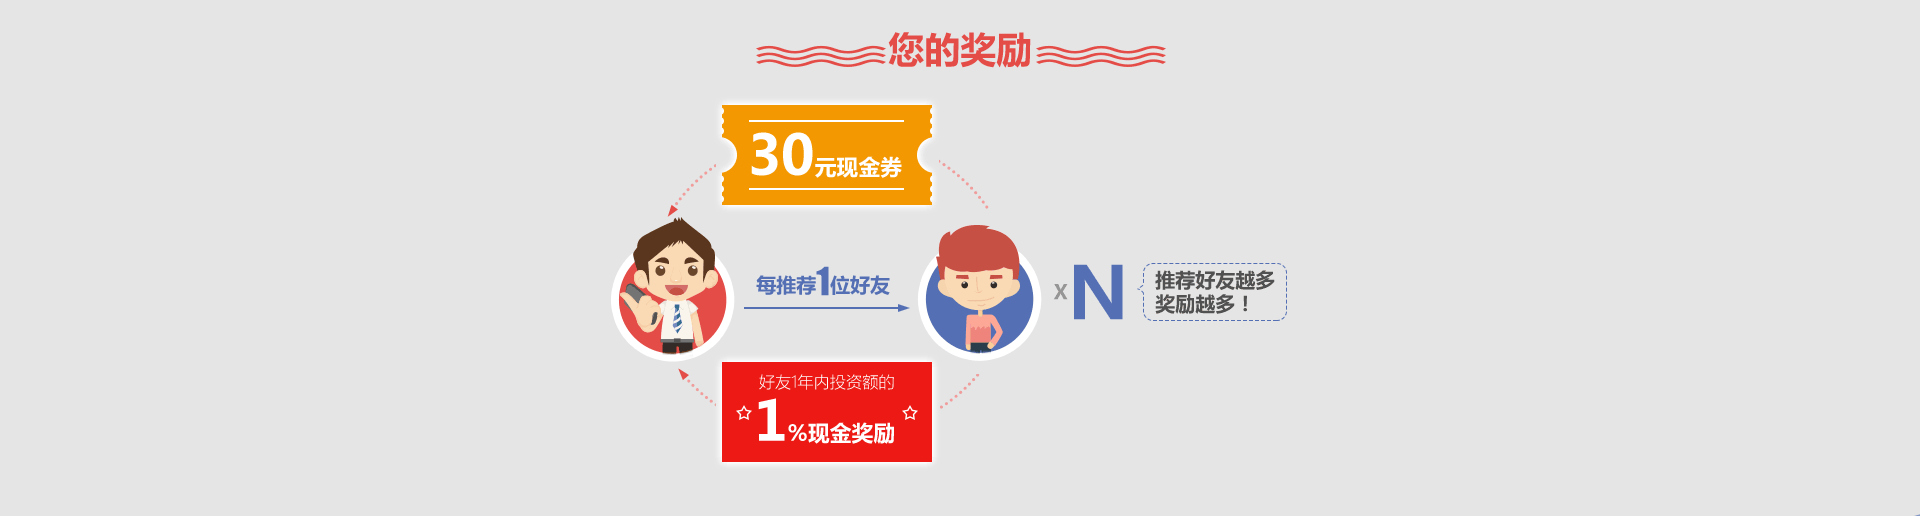 您的奖励
30元现金券
每推荐1位好友
x N
推荐好友越多
奖励越多！
好友1年内投资额的
1%现金奖励